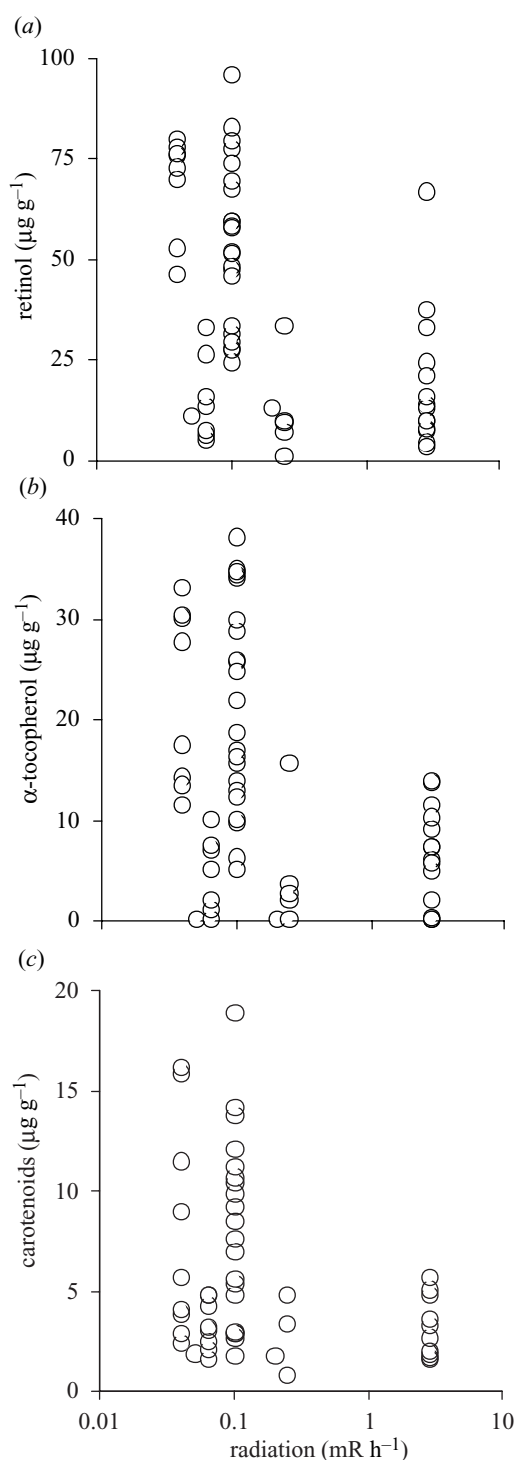 (a)
100
75
50
25
0
retinol (µg g⁻¹)
(b)
40
30
20
10
0
α-tocopherol (µg g⁻¹)
(c)
20
15
10
5
0
carotenoids (µg g⁻¹)
0.01 0.1 1 10
radiation (mR h⁻¹)